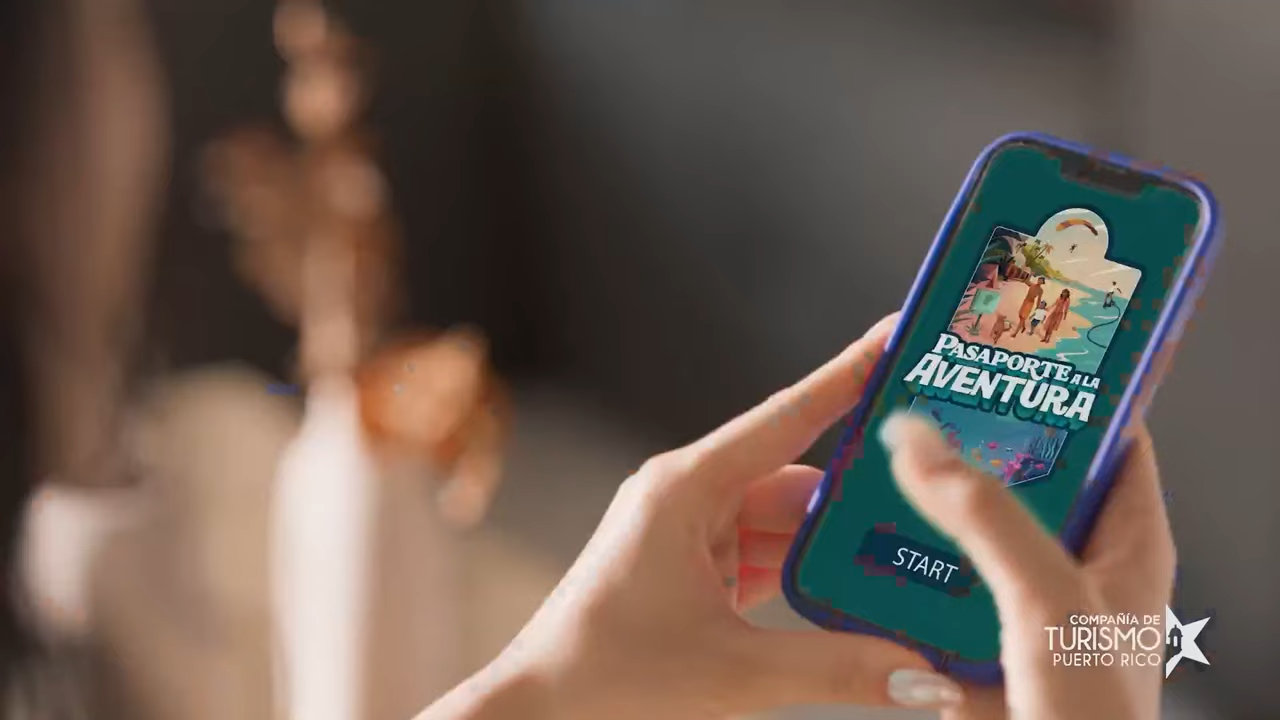 PASAPORTE A LA
AVENTURA
START
COMPAÑÍA DE
TURISMO
PUERTO RICO